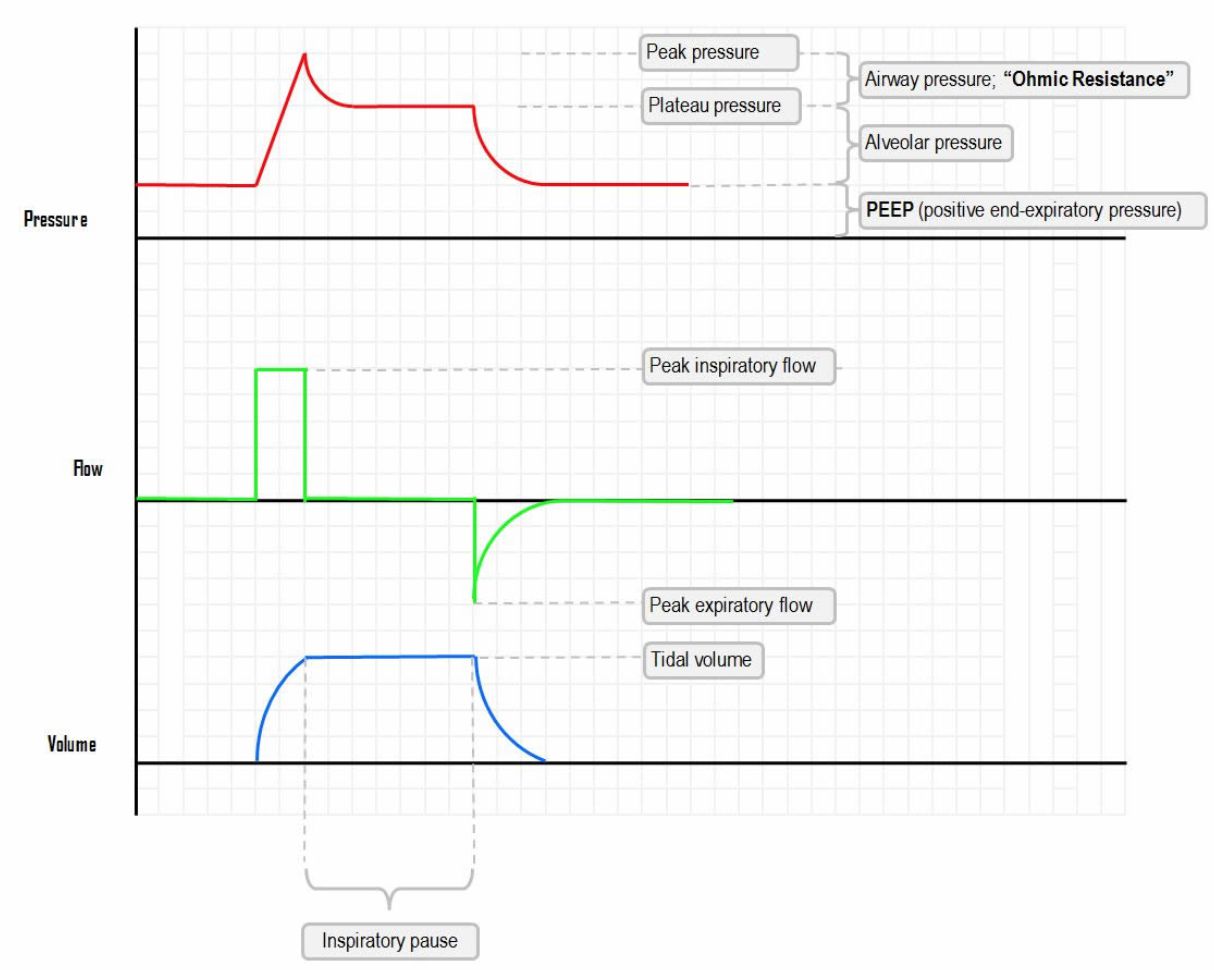 Peak pressure
Airway pressure; “Ohmic Resistance”
Plateau pressure
Alveolar pressure
PEEP (positive end-expiratory pressure)
Pressure
Peak inspiratory flow
Flow
Peak expiratory flow
Tidal volume
Volume
Inspiratory pause